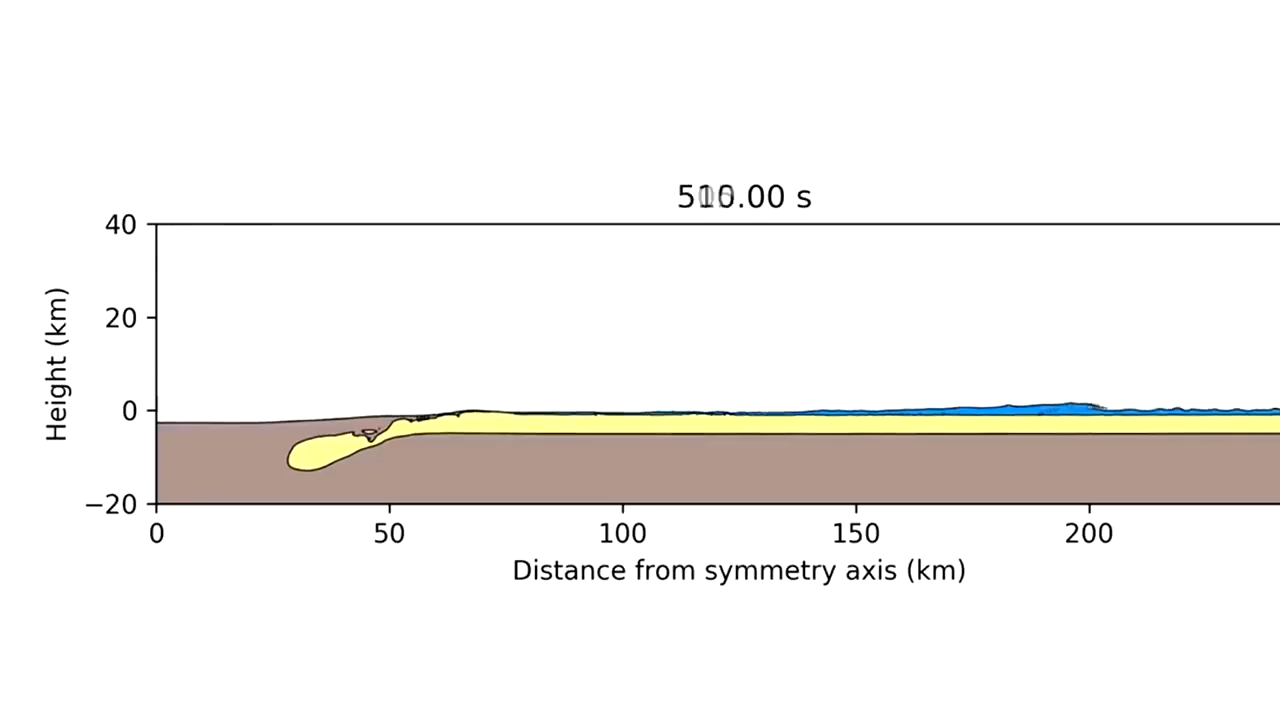 40
20
0
−20
Height (km)
0 50 100 150 200
Distance from symmetry axis (km)